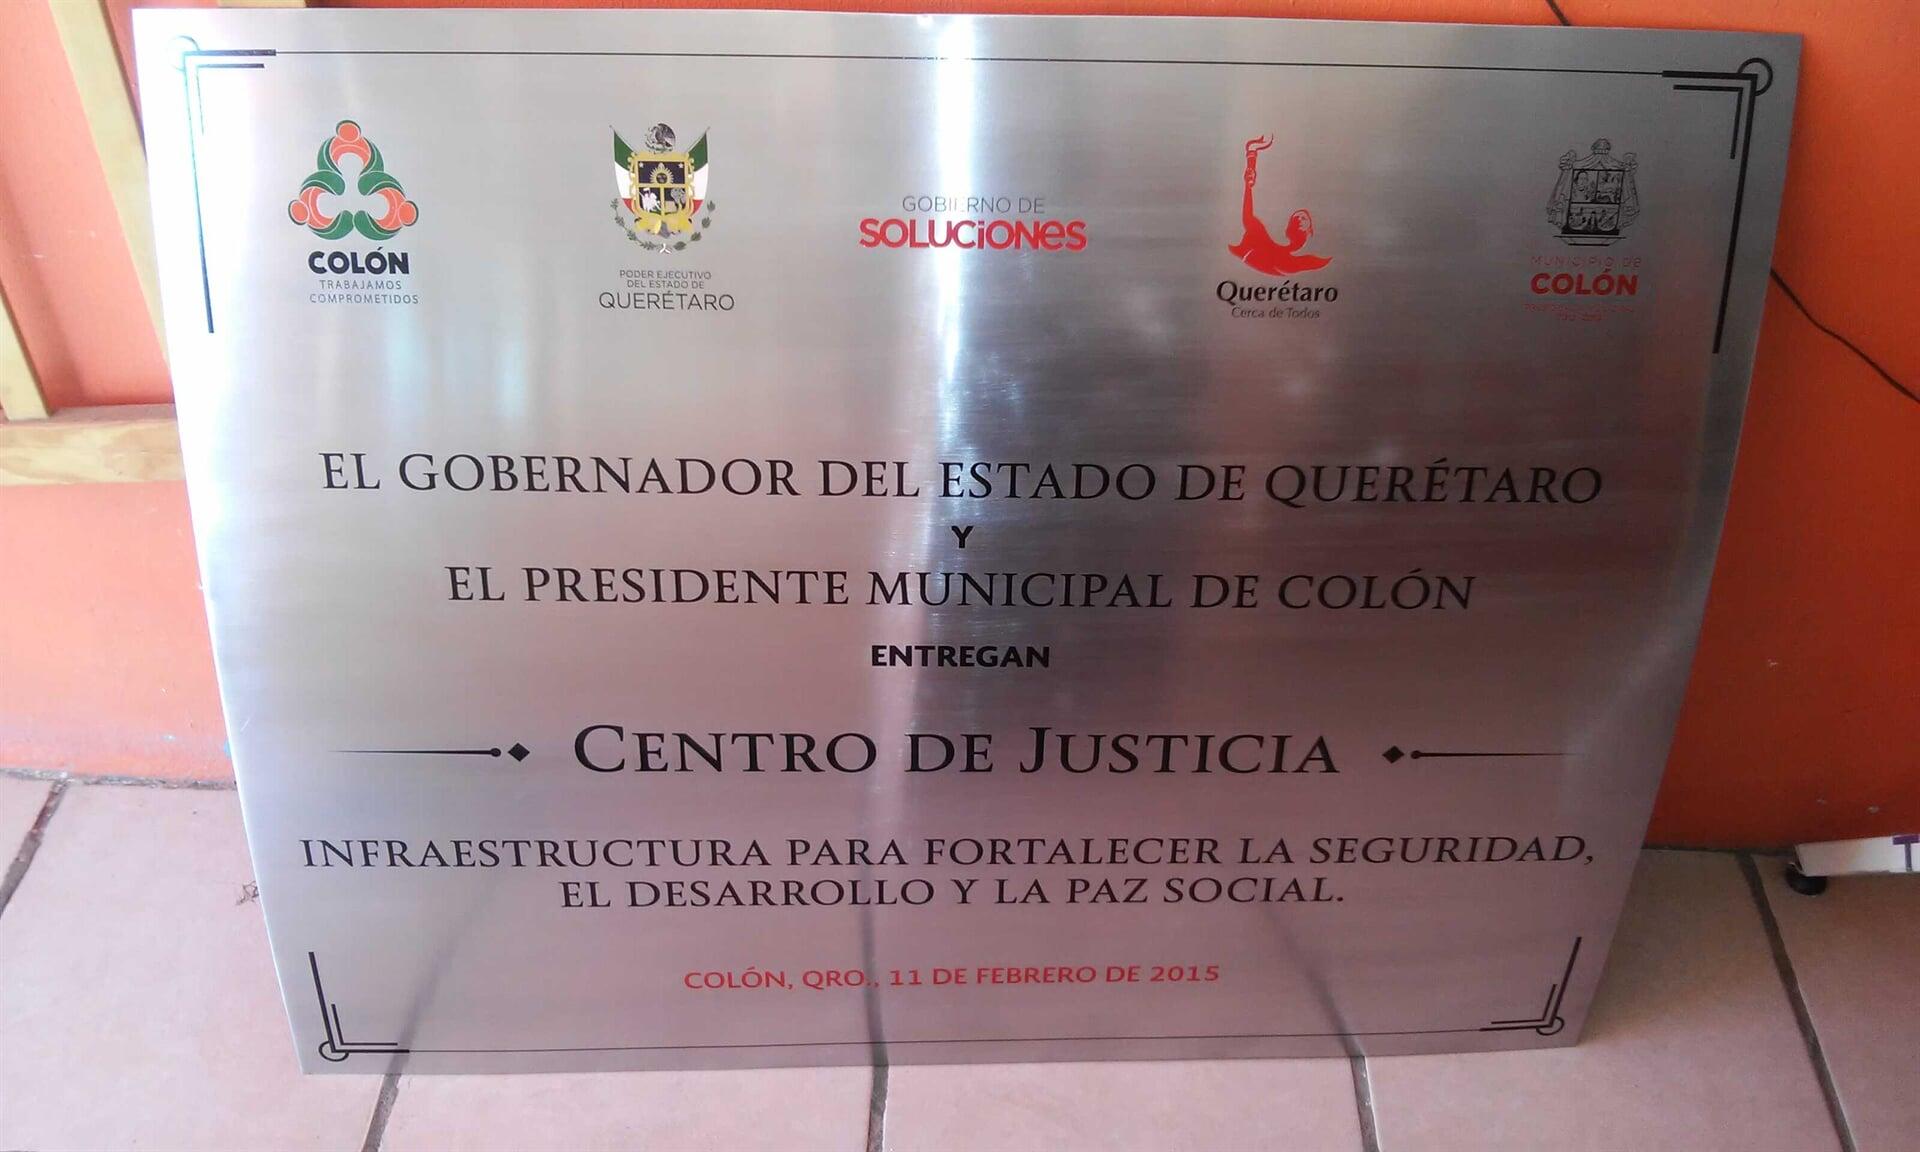 COLÓN
TRABAJAMOS
COMPROMETIDOS
PODER EJECUTIVO
DEL ESTADO DE
QUERÉTARO
GOBIERNO DE
SOLUCiONes
Querétaro
Cerca de Todos
MUNICIPIO de
COLÓN
EL GOBERNADOR DEL ESTADO DE QUERÉTARO
Y
EL PRESIDENTE MUNICIPAL DE COLÓN
ENTREGAN
CENTRO DE JUSTICIA
INFRAESTRUCTURA PARA FORTALECER LA SEGURIDAD,
EL DESARROLLO Y LA PAZ SOCIAL.
COLÓN, QRO., 11 DE FEBRERO DE 2015